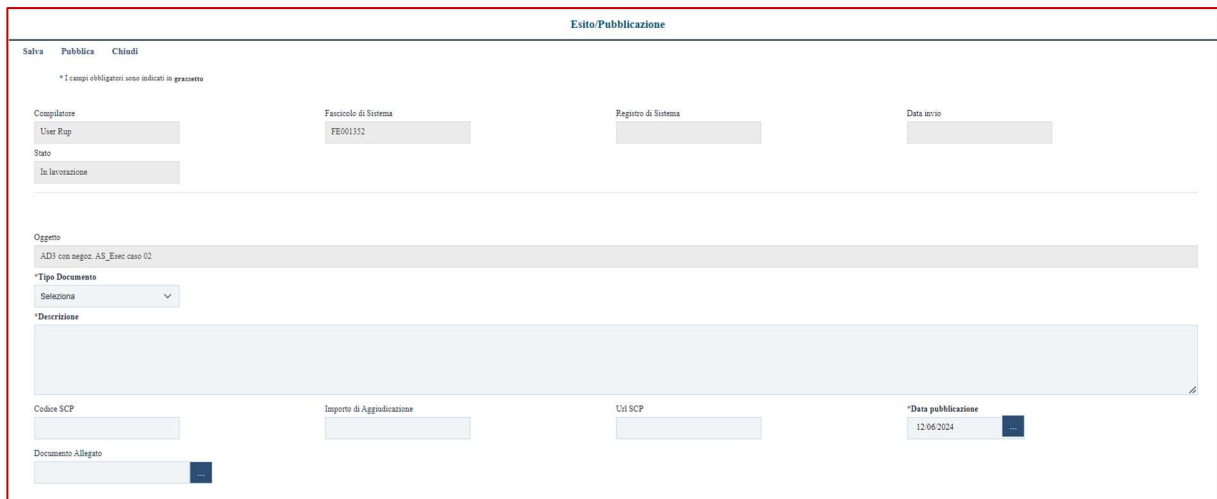 Esito/Pubblicazione
Salva Pubblica Chiudi
* I campi obbligatori sono indicati in grassetto
Compilatore Fascicolo di Sistema Registro di Sistema Data invio
User Rup FE001352
Stato
In lavorazione
Oggetto
AD3 con negoz. AS_Esec caso 02
*Tipo Documento
Seleziona
*Descrizione
Codice SCP Importo di Aggiudicazione Url SCP *Data pubblicazione
12/06/2024 ...
Documento Allegato
...